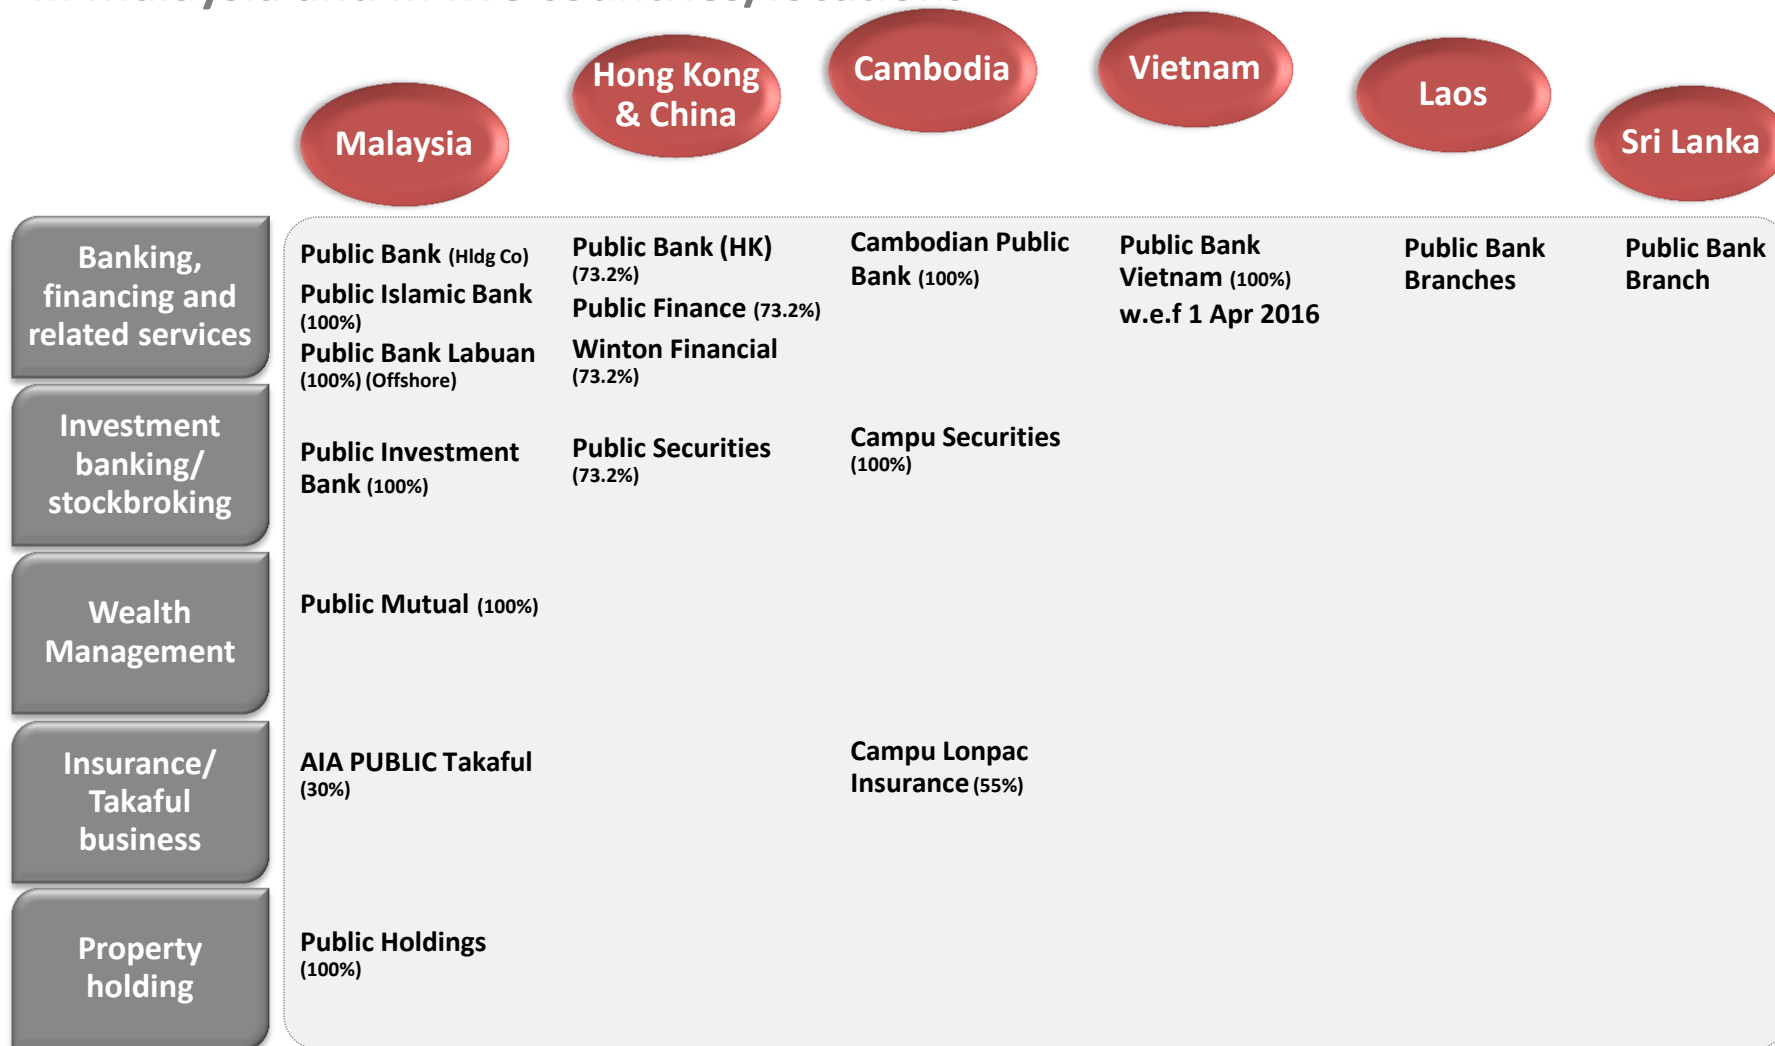 Malaysia
Hong Kong
& China
Cambodia
Vietnam
Laos
Sri Lanka
Banking,
financing and
related services
Public Bank (Hldg Co)
Public Islamic Bank
(100%)
Public Bank Labuan
(100%) (Offshore)
Public Bank (HK)
(73.2%)
Public Finance (73.2%)
Winton Financial
(73.2%)
Cambodian Public
Bank (100%)
Public Bank
Vietnam (100%)
w.e.f 1 Apr 2016
Public Bank
Branches
Public Bank
Branch
Investment
banking/
stockbroking
Public Investment
Bank (100%)
Public Securities
(73.2%)
Campu Securities
(100%)
Wealth
Management
Public Mutual (100%)
Insurance/
Takaful
business
AIA PUBLIC Takaful
(30%)
Campu Lonpac
Insurance (55%)
Property
holding
Public Holdings
(100%)